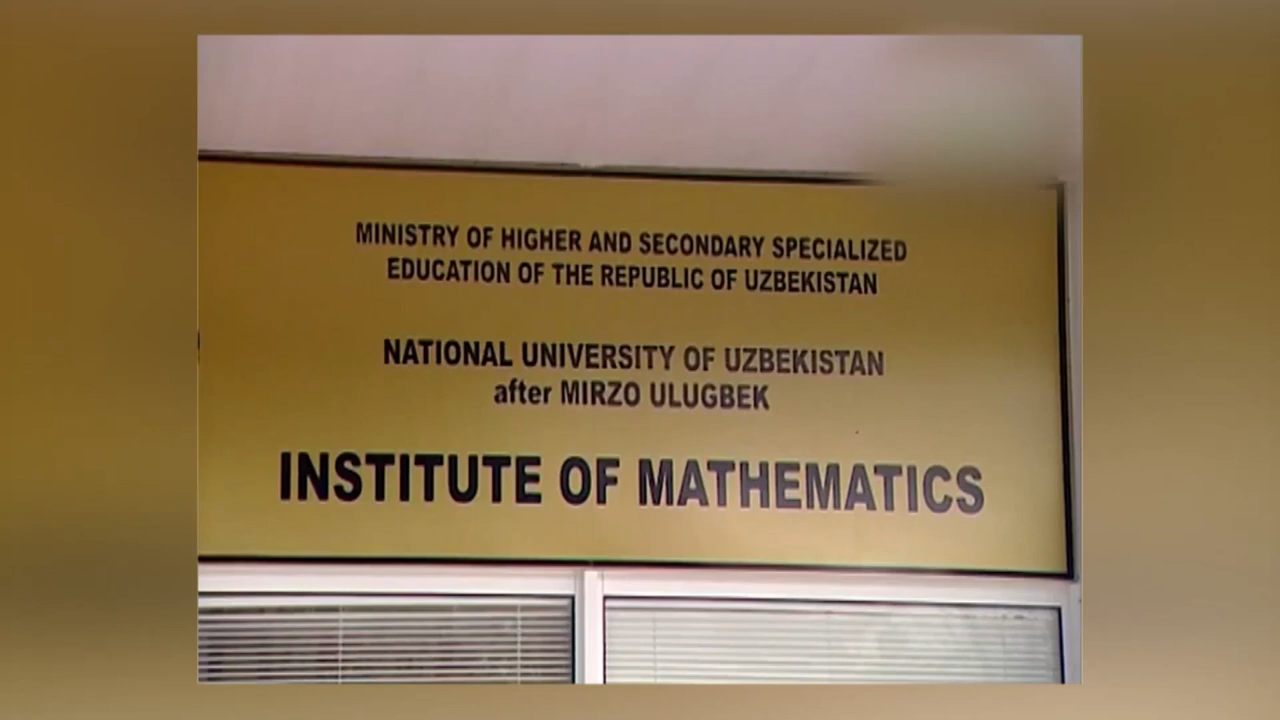 MINISTRY OF HIGHER AND SECONDARY SPECIALIZED
EDUCATION OF THE REPUBLIC OF UZBEKISTAN
NATIONAL UNIVERSITY OF UZBEKISTAN
after MIRZO ULUGBEK
INSTITUTE OF MATHEMATICS